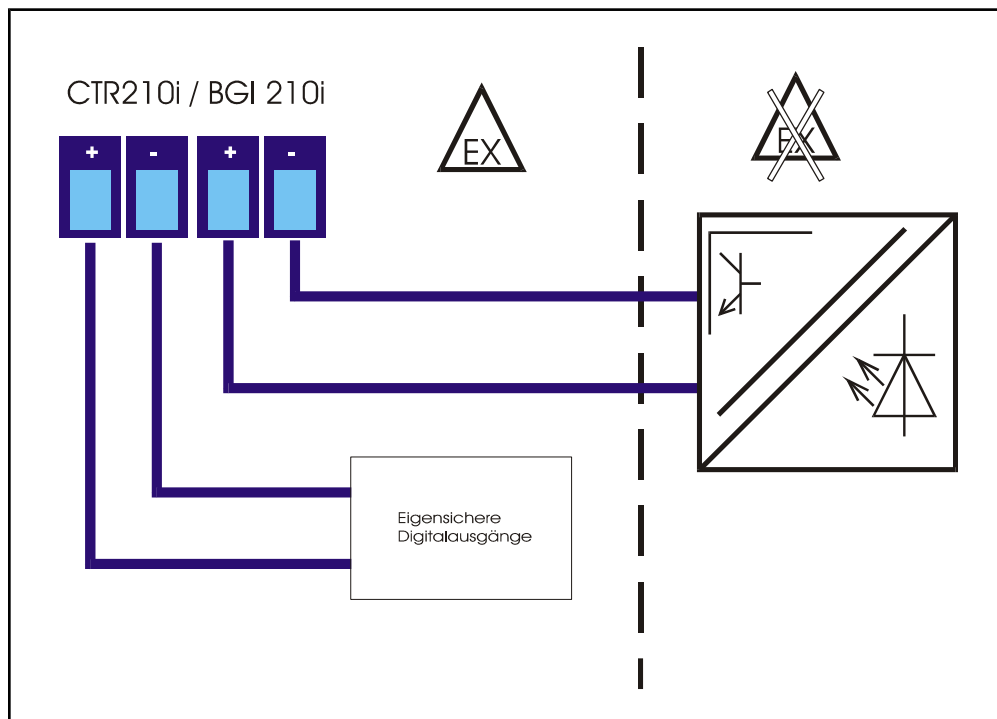 CTR210i / BGI 210i
+ - + -
EX
EX
Eigensichere
Digitalausgänge